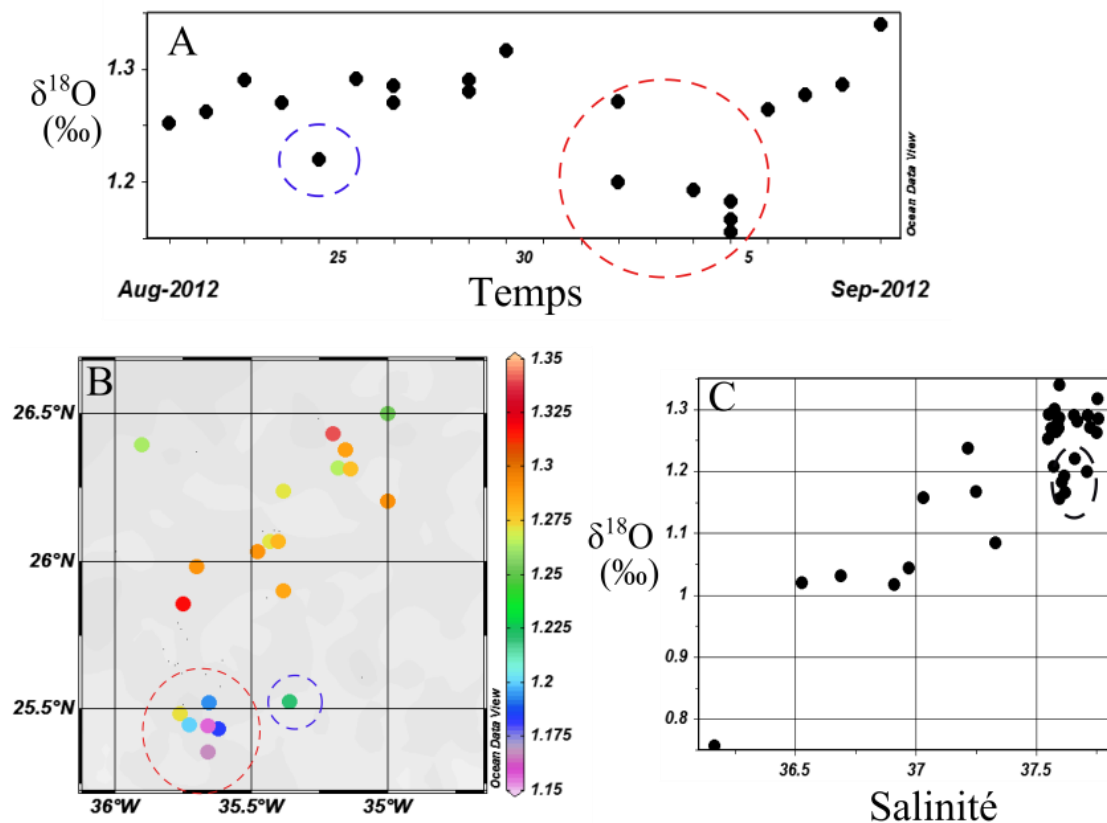 A
δ¹⁸O
(‰)
1.3
1.2
25
30
5
Aug-2012
Temps
Sep-2012
Ocean Data View
B
26.5°N
26°N
25.5°N
36°W
35.5°W
35°W
1.35
1.325
1.3
1.275
1.25
1.225
1.2
1.175
1.15
Ocean Data View
C
δ¹⁸O
(‰)
1.3
1.2
1.1
1
0.9
0.8
36.5
37
37.5
Salinité